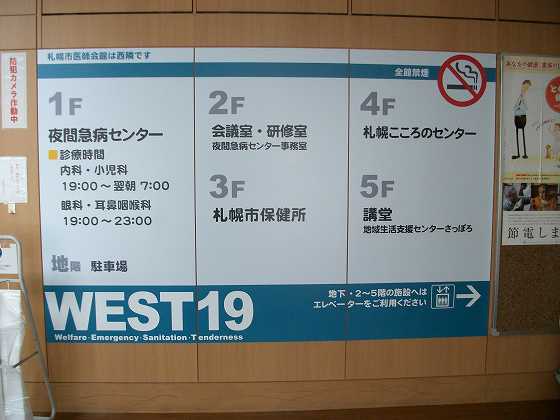 札幌市医師会館は西隣です
全館禁煙
1F
夜間急病センター
診療時間
内科・小児科
19:00～翌朝 7:00
眼科・耳鼻咽喉科
19:00～23:00
地階 駐車場
2F
会議室・研修室
夜間急病センター事務室
3F
札幌市保健所
4F
札幌こころのセンター
5F
講堂
地域生活支援センターさっぽろ
WEST19
Welfare・Emergency・Sanitation・Tenderness
地下・2～5階の施設へは
エレベーターをご利用ください
防犯カメラ作動中
節電しま